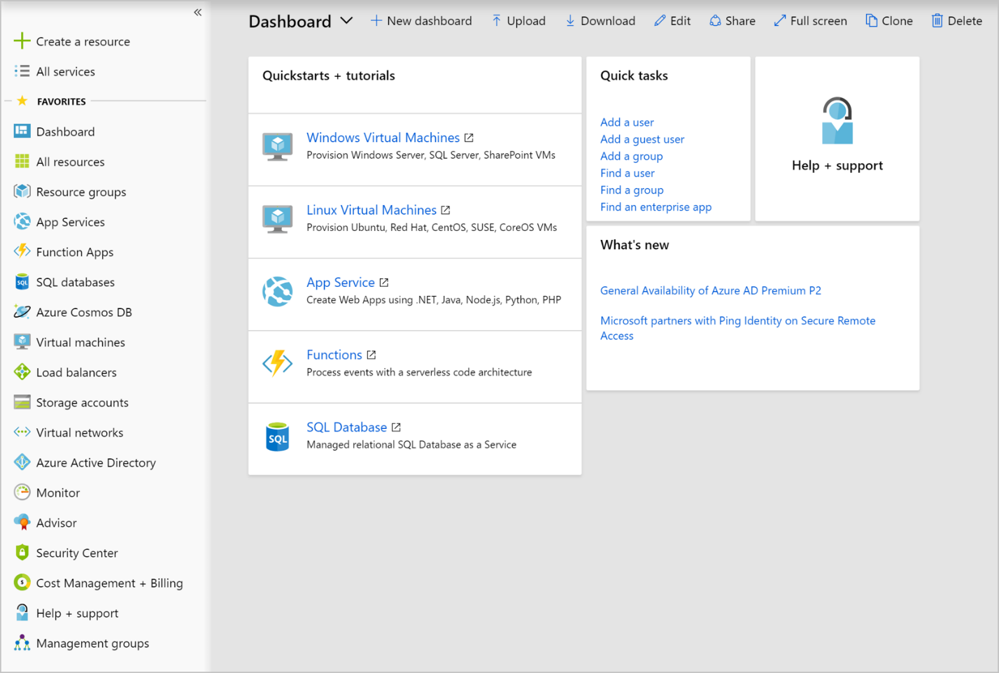 «
Create a resource
All services
FAVORITES
Dashboard
All resources
Resource groups
App Services
Function Apps
SQL databases
Azure Cosmos DB
Virtual machines
Load balancers
Storage accounts
Virtual networks
Azure Active Directory
Monitor
Advisor
Security Center
Cost Management + Billing
Help + support
Management groups
Dashboard
New dashboard
Upload
Download
Edit
Share
Full screen
Clone
Delete
Quickstarts + tutorials
Windows Virtual Machines
Provision Windows Server, SQL Server, SharePoint VMs
Linux Virtual Machines
Provision Ubuntu, Red Hat, CentOS, SUSE, CoreOS VMs
App Service
Create Web Apps using .NET, Java, Node.js, Python, PHP
Functions
Process events with a serverless code architecture
SQL
SQL Database
Managed relational SQL Database as a Service
Quick tasks
Add a user
Add a guest user
Add a group
Find a user
Find a group
Find an enterprise app
Help + support
What's new
General Availability of Azure AD Premium P2
Microsoft partners with Ping Identity on Secure Remote
Access